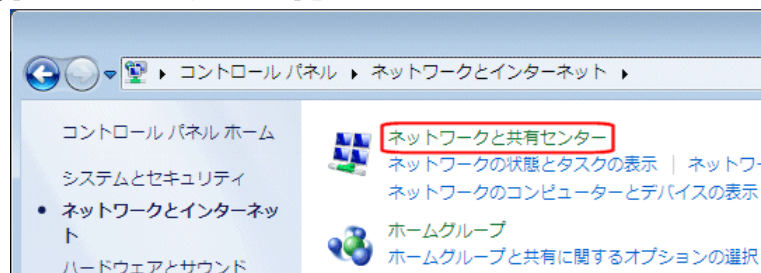 コントロール パネル ▸ ネットワークとインターネット ▸
コントロール パネル ホーム
システムとセキュリティ
• ネットワークとインターネッ
ト
ハードウェアとサウンド
ネットワークと共有センター
ネットワークの状態とタスクの表示 | ネットワー
ネットワークのコンピューターとデバイスの表示
ホームグループ
ホームグループと共有に関するオプションの選択